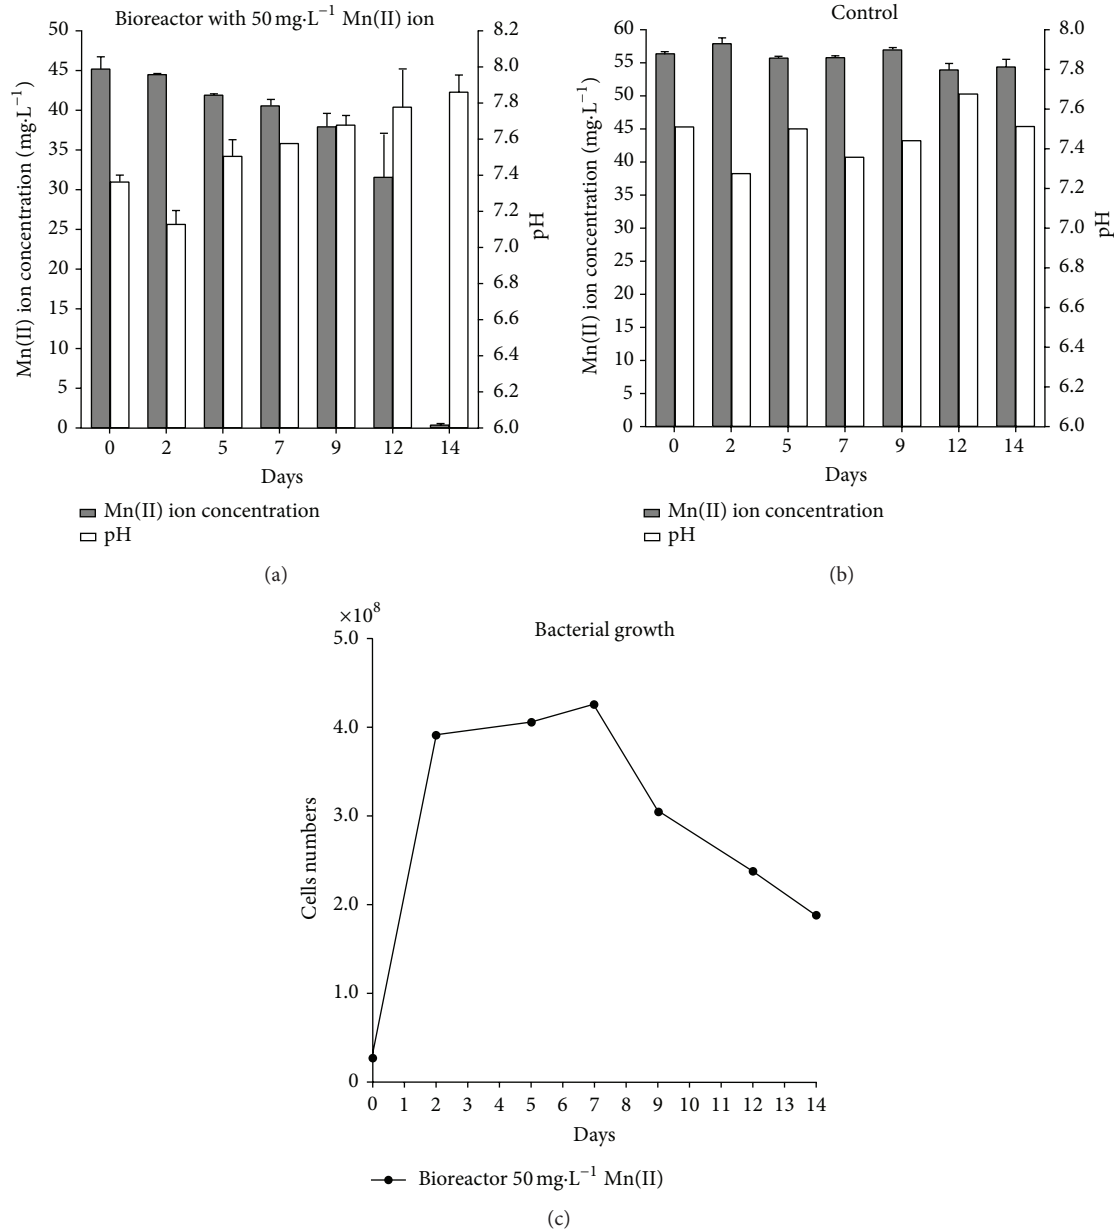 Bioreactor with 50 mg·L⁻¹ Mn(II) ion
Mn(II) ion concentration (mg·L⁻¹)
50
45
40
35
30
25
20
15
10
5
0
8.2
8.0
7.8
7.6
7.4
7.2
7.0
6.8
6.6
6.4
6.2
6.0
pH
0 2 5 7 9 12 14
Days
Mn(II) ion concentration
pH
(a)
Control
Mn(II) ion concentration (mg·L⁻¹)
60
55
50
45
40
35
30
25
20
15
10
5
0
8.0
7.8
7.6
7.4
7.2
7.0
6.8
6.6
6.4
6.2
6.0
pH
0 2 5 7 9 12 14
Days
Mn(II) ion concentration
pH
(b)
Bacterial growth
×10⁸
Cells numbers
5.0
4.0
3.0
2.0
1.0
0
0 1 2 3 4 5 6 7 8 9 10 11 12 13 14
Days
Bioreactor 50 mg·L⁻¹ Mn(II)
(c)